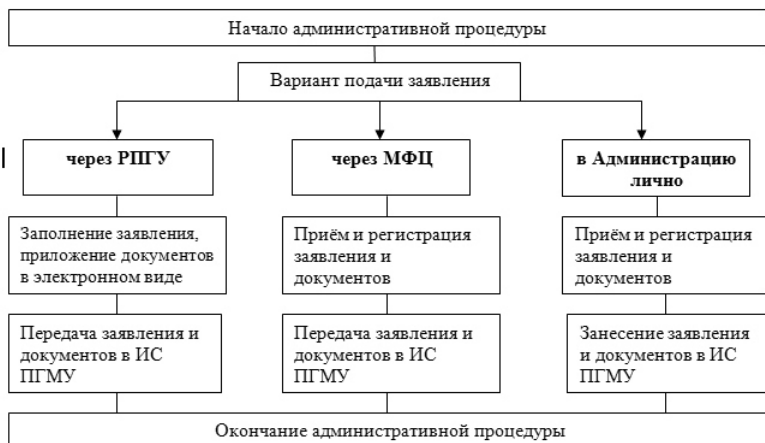 Начало административной процедуры
Вариант подачи заявления
через РПГУ
через МФЦ
в Администрацию
лично
Заполнение заявления,
приложение документов
в электронном виде
Приём и регистрация
заявления и
документов
Приём и регистрация
заявления и
документов
Передача заявления и
документов в ИС
ПГМУ
Передача заявления и
документов в ИС
ПГМУ
Занесение заявления
и документов в ИС
ПГМУ
Окончание административной процедуры